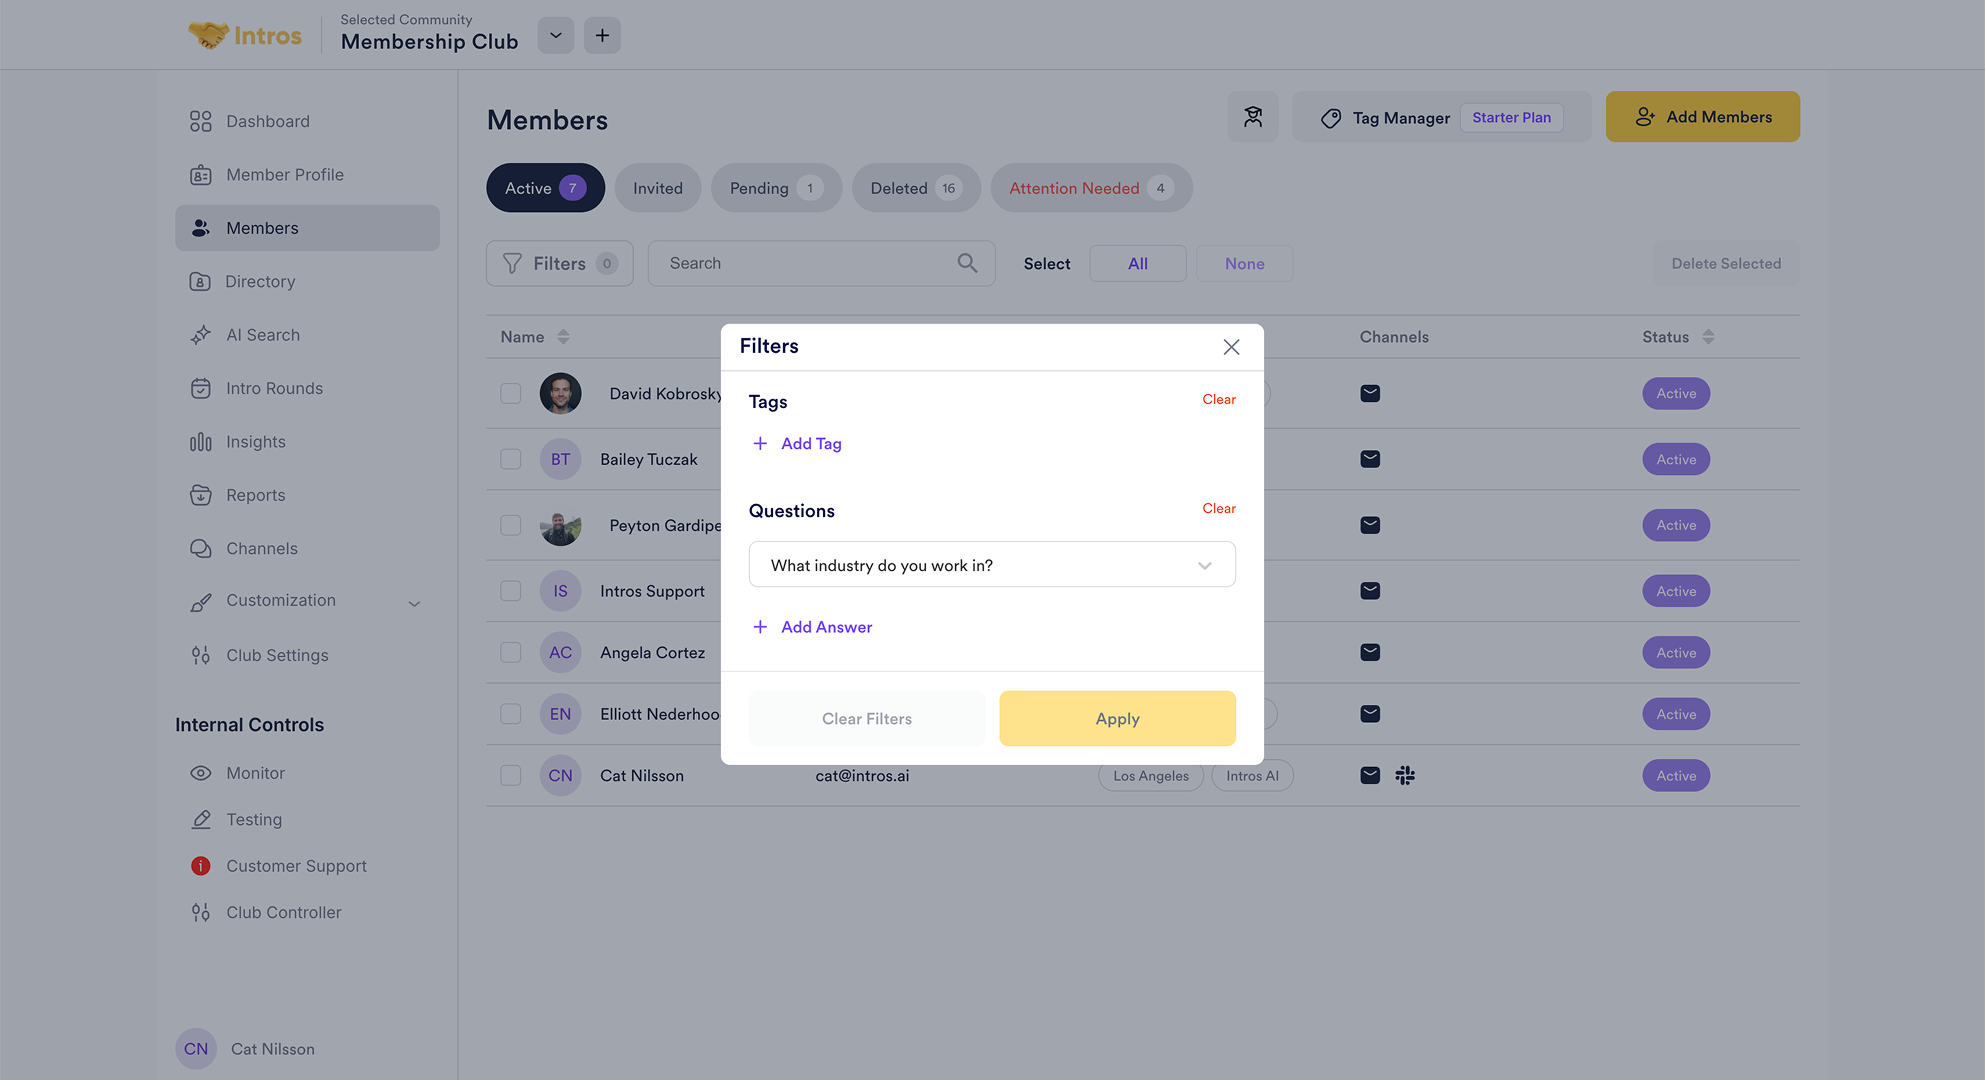 Intros
Selected Community
Membership Club
Dashboard
Member Profile
Members
Directory
AI Search
Intro Rounds
Insights
Reports
Channels
Customization
Club Settings
Internal Controls
Monitor
Testing
Customer Support
Club Controller
CN Cat Nilsson
Members
Tag Manager Starter Plan
Add Members
Active 7
Invited
Pending 1
Deleted 16
Attention Needed 4
Filters 0
Search
Select All None
Delete Selected
Name Channels Status
David Kobrosky Active
BT Bailey Tuczak Active
Peyton Gardipe Active
IS Intros Support Active
AC Angela Cortez Active
EN Elliott Nederhoo Active
CN Cat Nilsson cat@intros.ai Los Angeles Intros AI Active
Filters
Tags Clear
+ Add Tag
Questions Clear
What industry do you work in?
+ Add Answer
Clear Filters Apply